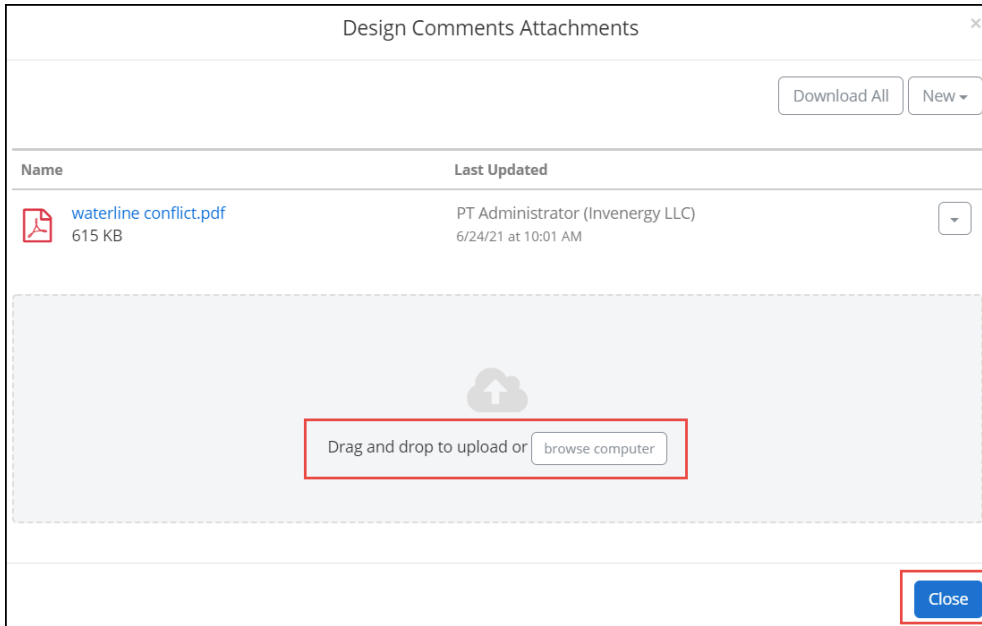 Design Comments Attachments
×
Download All New
Name Last Updated
waterline conflict.pdf PT Administrator (Invenergy LLC)
615 KB 6/24/21 at 10:01 AM
Drag and drop to upload or browse computer
Close